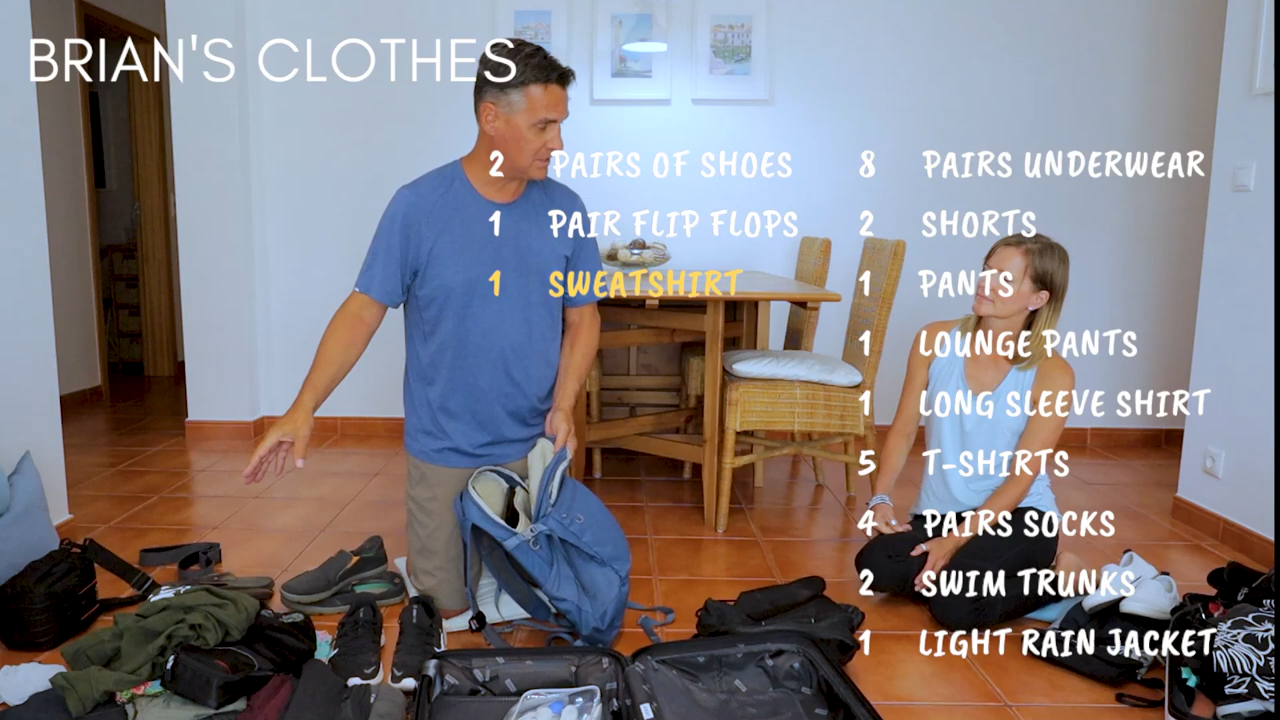 BRIAN'S CLOTHES
2 PAIRS OF SHOES
1 PAIR FLIP FLOPS
1 SWEATSHIRT
8 PAIRS UNDERWEAR
2 SHORTS
1 PANTS
1 LOUNGE PANTS
1 LONG SLEEVE SHIRT
5 T-SHIRTS
4 PAIRS SOCKS
2 SWIM TRUNKS
1 LIGHT RAIN JACKET